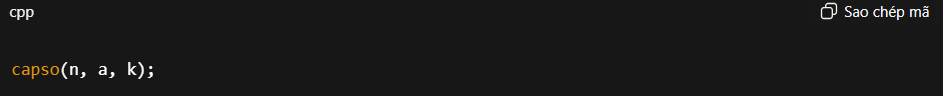 cpp Sao chép mã
capso(n, a, k);